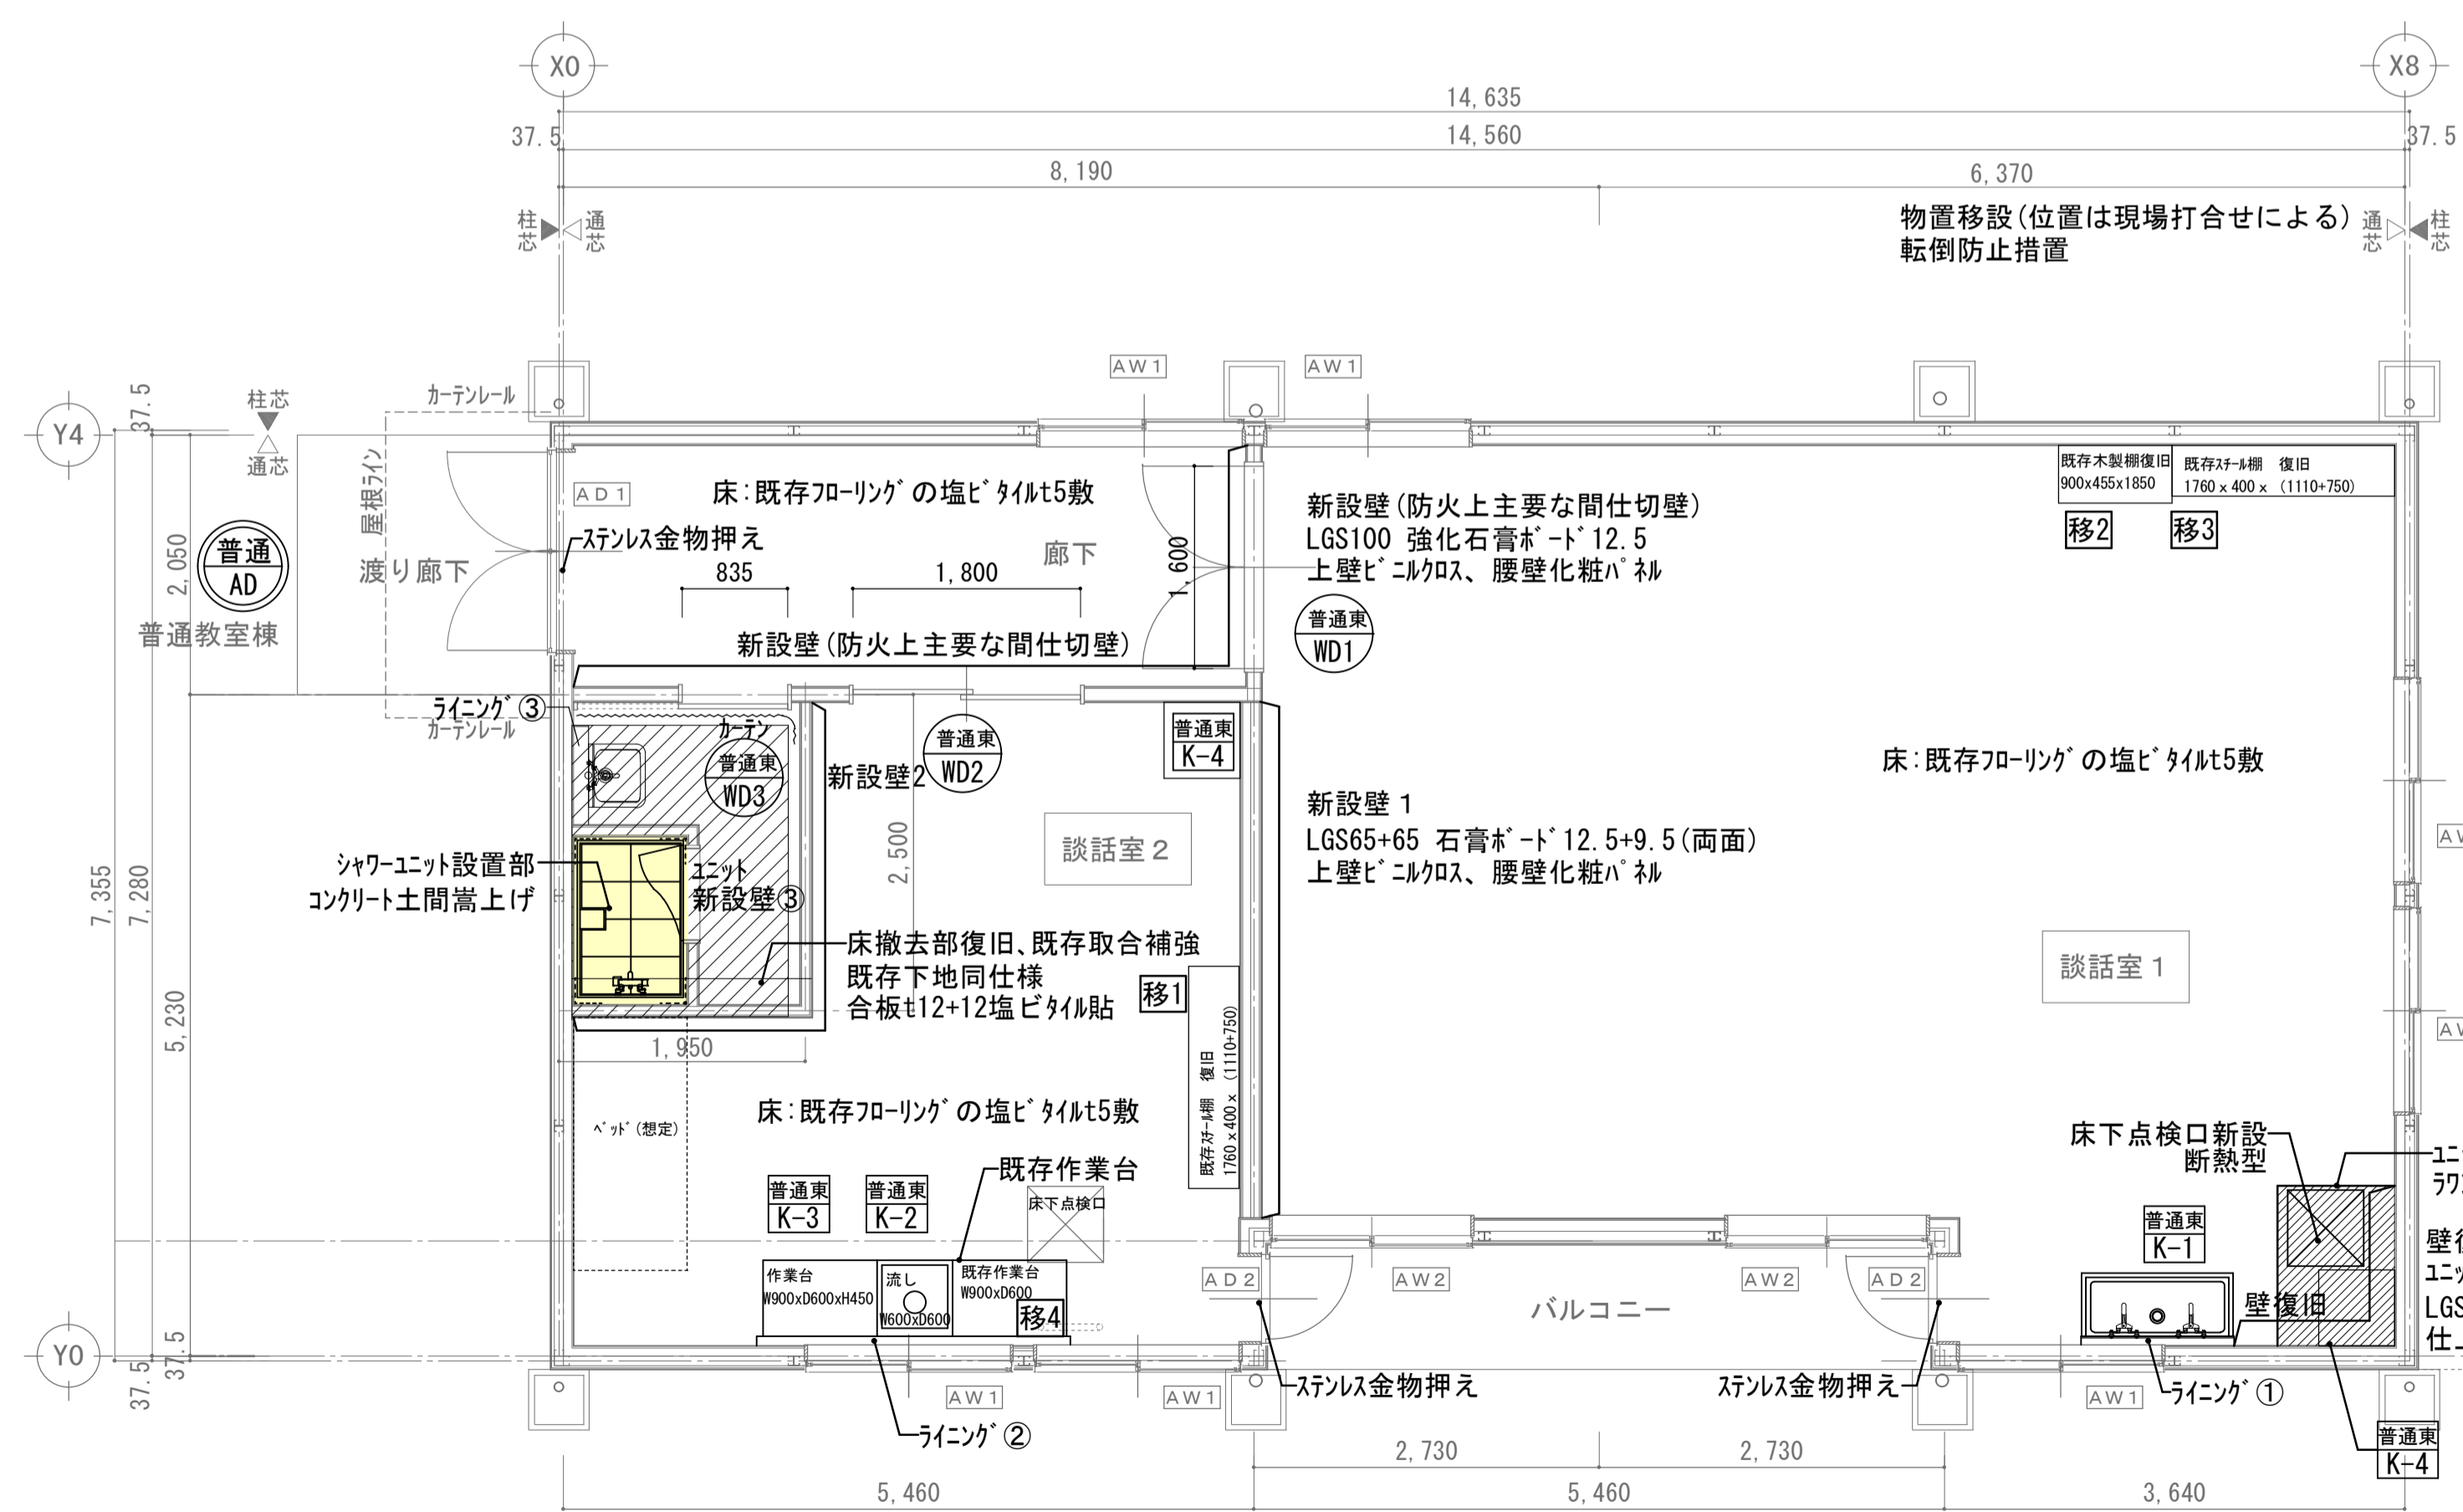 X0
X8
14,635
37.5
14,560
37.5
8,190
6,370
柱芯
通芯
物置移設(位置は現場打合せによる)
転倒防止措置
通芯
柱芯
AW1
AW1
カーテンレール
37.5
柱芯
Y4
通芯
屋根ライン
AD1
床:既存フローリングの塩ビタイルt5敷
ステンレス金物押え
廊下
835
1,800
1,600
新設壁(防火上主要な間仕切壁)
LGS100 強化石膏ボード12.5
上壁ビニルクロス、腰壁化粧パネル
既存木製棚復旧
900x455x1850
既存スチール棚 復旧
1760x400x (1110+750)
移2
移3
2,050
普通
AD
渡り廊下
普通教室棟
新設壁(防火上主要な間仕切壁)
普通東
WD1
ライニング③
カーテンレール
カーテン
普通東
WD3
新設壁2
普通東
WD2
普通東
K-4
床:既存フローリングの塩ビタイルt5敷
新設壁1
LGS65+65 石膏ボード12.5+9.5(両面)
上壁ビニルクロス、腰壁化粧パネル
2,500
談話室2
シャワーユニット設置部
コンクリート土間嵩上げ
ユニット
新設壁③
7,355
7,280
5,230
床撤去部復旧、既存取合補強
既存下地同仕様
合板t12+12塩ビタイル貼
移1
談話室1
AW
AW
1,950
既存スチール棚 復旧
1760x400x (1110+750)
床:既存フローリングの塩ビタイルt5敷
ベッド(想定)
床下点検口新設
断熱型
既存作業台
普通東
K-3
普通東
K-2
床下点検口
作業台
W900xD600xH450
流し
W600xD600
既存作業台
W900xD600
移4
AD2
AW2
AW2
AD2
バルコニー
普通東
K-1
壁復旧
ユニ
ラワ
壁復
ユニッ
LGS
仕上
Y0
37.5
37.5
AW1
AW1
ステンレス金物押え
ステンレス金物押え
AW1
ライニング①
ライニング②
普通東
K-4
2,730
2,730
5,460
5,460
3,640